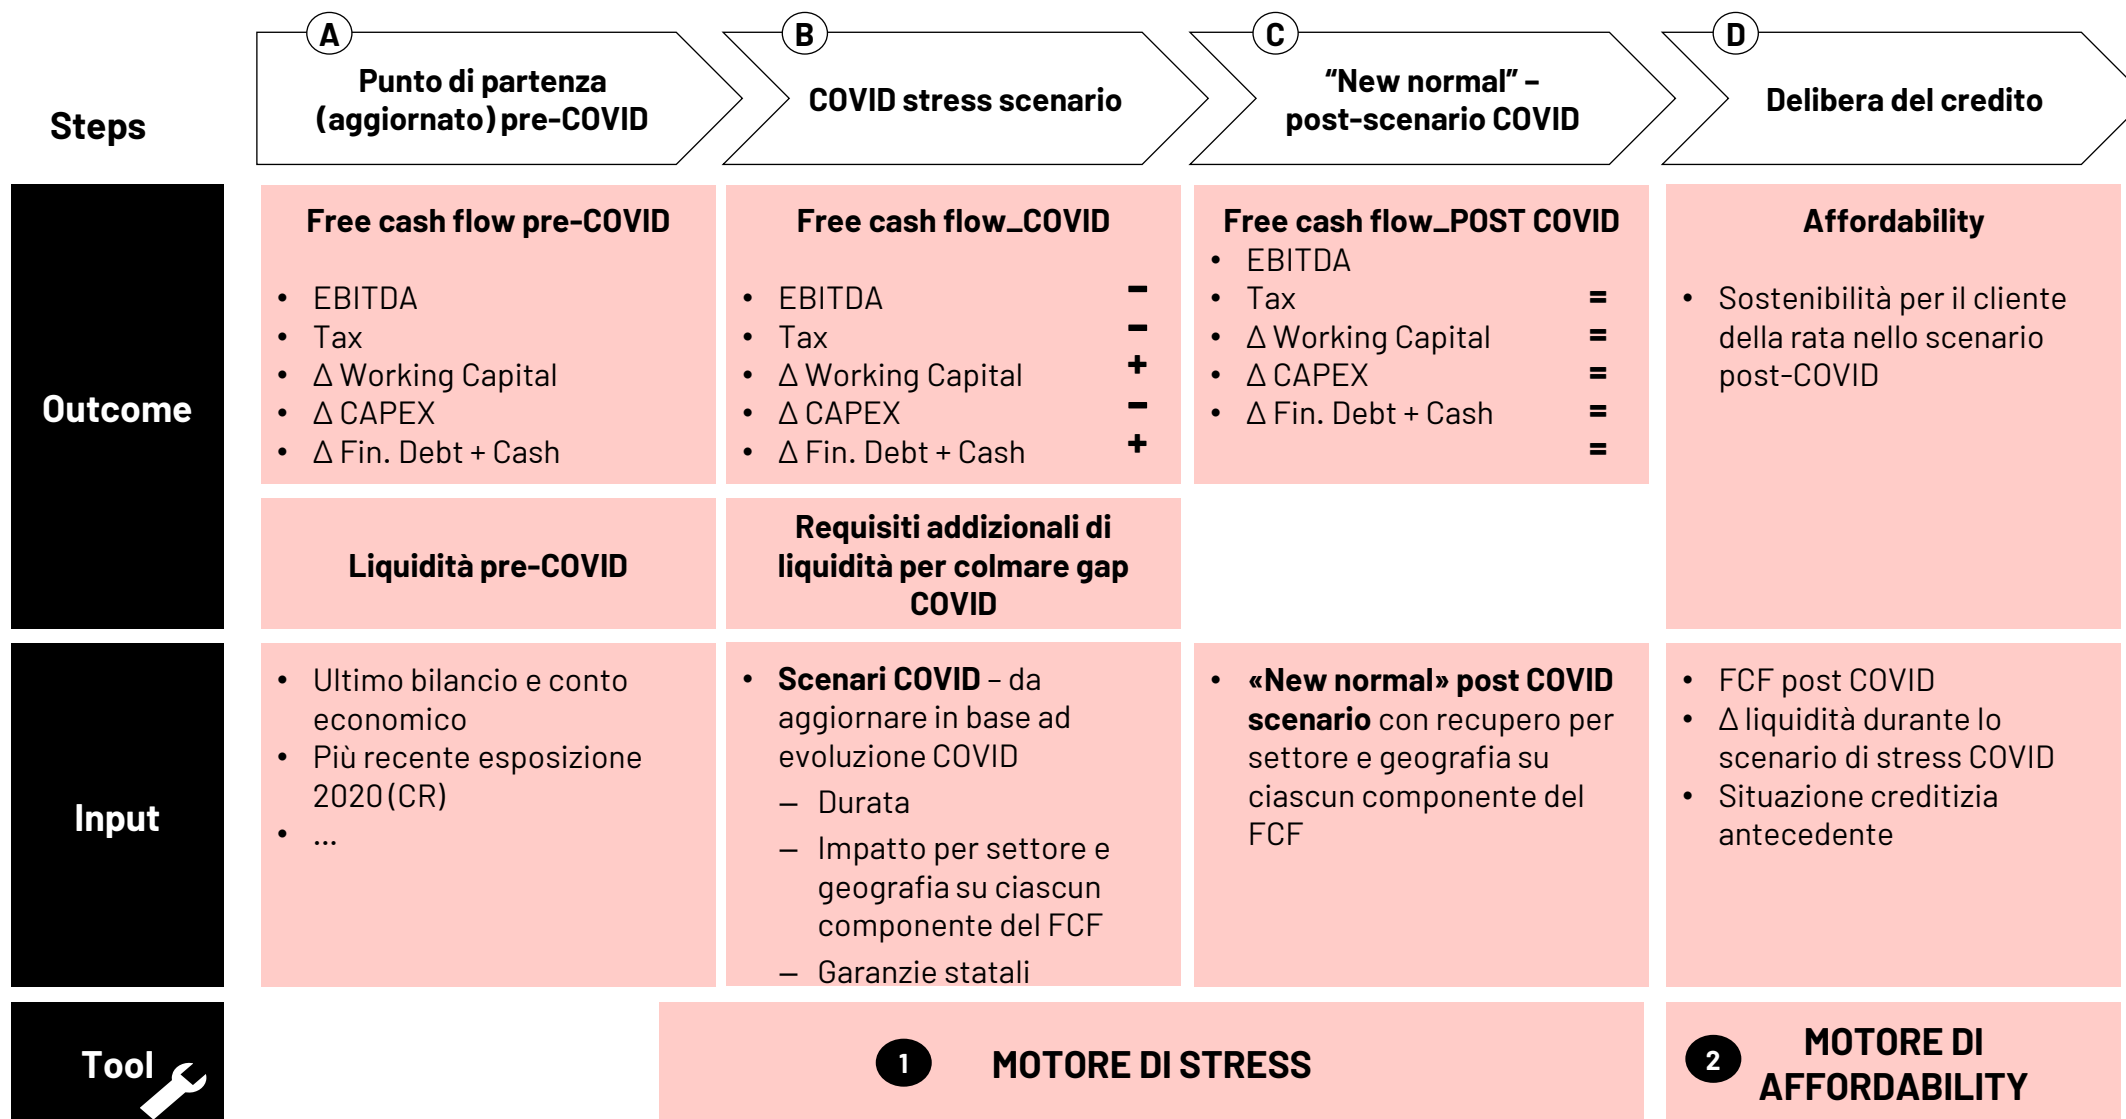 Steps
A
Punto di partenza
(aggiornato) pre-COVID
B
COVID stress scenario
C
“New normal” –
post-scenario COVID
D
Delibera del credito
Outcome
Free cash flow pre-COVID
• EBITDA
• Tax
• Δ Working Capital
• Δ CAPEX
• Δ Fin. Debt + Cash
Liquidità pre-COVID
Free cash flow_COVID
• EBITDA –
• Tax –
• Δ Working Capital +
• Δ CAPEX –
• Δ Fin. Debt + Cash +
Requisiti addizionali di
liquidità per colmare gap
COVID
Free cash flow_POST COVID
• EBITDA
• Tax =
• Δ Working Capital =
• Δ CAPEX =
• Δ Fin. Debt + Cash =
=
Affordability
• Sostenibilità per il cliente
della rata nello scenario
post-COVID
Input
• Ultimo bilancio e conto
economico
• Più recente esposizione
2020 (CR)
• ...
• Scenari COVID – da
aggiornare in base ad
evoluzione COVID
– Durata
– Impatto per settore e
geografia su ciascun
componente del FCF
– Garanzie statali
• «New normal» post COVID
scenario con recupero per
settore e geografia su
ciascun componente del
FCF
• FCF post COVID
• Δ liquidità durante lo
scenario di stress COVID
• Situazione creditizia
antecedente
Tool
1 MOTORE DI STRESS
2 MOTORE DI
AFFORDABILITY